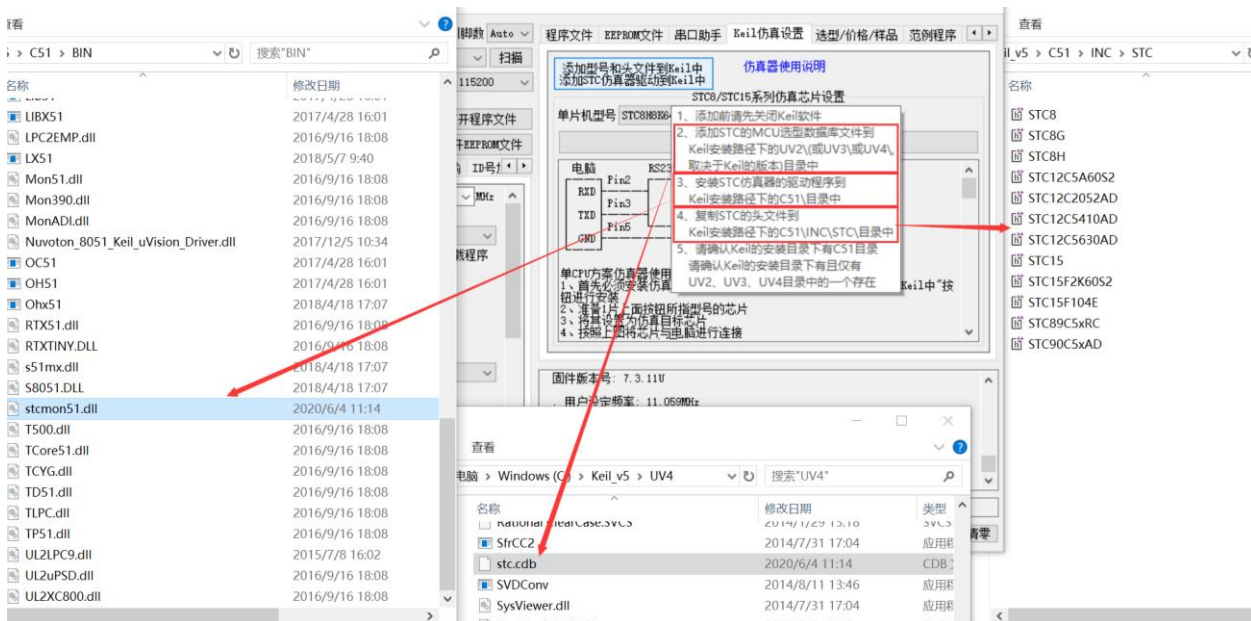 查看
C51 > BIN
搜索"BIN"
名称
修改日期
LIBX51 2017/4/28 16:01
LPC2EMP.dll 2016/9/16 18:08
LX51 2018/5/7 9:40
Mon51.dll 2016/9/16 18:08
Mon390.dll 2016/9/16 18:08
MonADI.dll 2016/9/16 18:08
Nuvoton_8051_Keil_uVision_Driver.dll 2017/12/5 10:34
OC51 2017/4/28 16:01
OH51 2017/4/28 16:01
Ohx51 2018/4/18 17:07
RTX51.dll 2016/9/16 18:08
RTXTINY.DLL 2016/9/16 18:08
s51mx.dll 2018/4/18 17:07
S8051.DLL 2018/4/18 17:07
stcmon51.dll 2020/6/4 11:14
T500.dll 2016/9/16 18:08
TCore51.dll 2016/9/16 18:08
TCYG.dll 2016/9/16 18:08
TD51.dll 2016/9/16 18:08
TLPC.dll 2016/9/16 18:08
TP51.dll 2016/9/16 18:08
UL2LPC9.dll 2015/7/8 16:02
UL2uPSD.dll 2016/9/16 18:08
UL2XC800.dll 2016/9/16 18:08
脚数 Auto
扫描
115200
开程序文件
EEPROM文件
ID号
MHz
程序
程序文件 EEPROM文件 串口助手 Keil仿真设置 选型/价格/样品 范例程序
添加型号和头文件到Keil中
添加STC仿真器驱动到Keil中
仿真器使用说明
STC8/STC15系列仿真芯片设置
单片机型号 STC8H8K64
1、添加前请先关闭Keil软件
2、添加STC的MCU选型数据库文件到
Keil安装路径下的UV2\(或UV3\或UV4\,
取决于Keil的版本)目录中
3、安装STC仿真器的驱动程序到
Keil安装路径下的C51\目录中
4、复制STC的头文件到
Keil安装路径下的C51\INC\STC\目录中
5、请确认Keil的安装目录下有C51目录
请确认Keil的安装目录下有且仅有
UV2、UV3、UV4目录中的一个存在
电脑
RS23
Pin2
RXD
Pin3
TXD
Pin5
GND
单CPU方案仿真器使用
1、首先必须安装仿真
Keil中"按
钮进行安装
2、准备1片上面按钮所指型号的芯片
3、将其设置为仿真目标芯片
4、按照上图将芯片与电脑进行连接
固件版本号: 7.3.11U
用户设定频率: 11.059MHz
清零
查看
电脑 > Windows (C) > Keil_v5 > UV4
搜索"UV4"
名称
修改日期
类型
SfrCC2 2014/7/31 17:04 应用程
stc.cdb 2020/6/4 11:14 CDB
SVDConv 2014/8/11 13:46 应用程
SysViewer.dll 2014/7/31 17:04 应用程
查看
il_v5 > C51 > INC > STC
名称
STC8
STC8G
STC8H
STC12C5A60S2
STC12C2052AD
STC12C5410AD
STC12C5630AD
STC15
STC15F2K60S2
STC15F104E
STC89C5xRC
STC90C5xAD